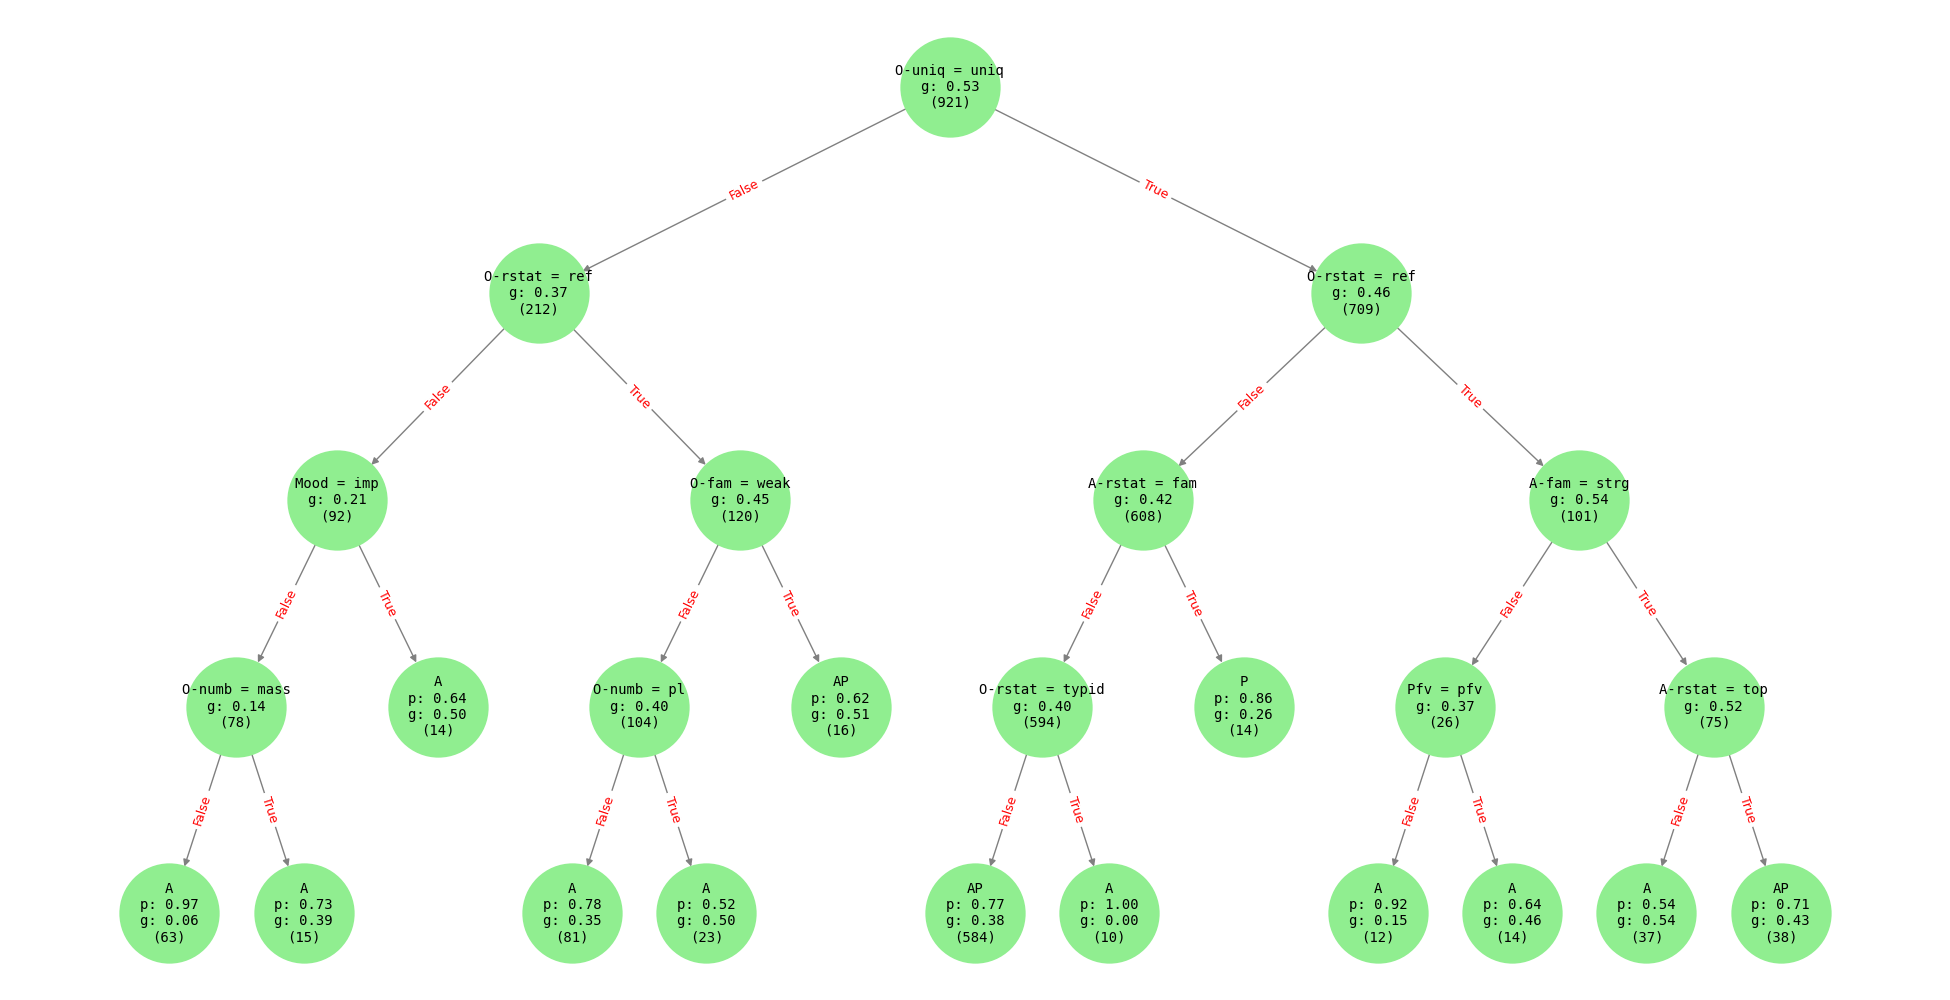 O-uniq = uniq
g: 0.53
(921)
False
True
O-rstat = ref
g: 0.37
(212)
O-rstat = ref
g: 0.46
(709)
False
True
False
True
Mood = imp
g: 0.21
(92)
O-fam = weak
g: 0.45
(120)
A-rstat = fam
g: 0.42
(608)
A-fam = strg
g: 0.54
(101)
False
True
False
True
False
True
False
True
O-numb = mass
g: 0.14
(78)
A
p: 0.64
g: 0.50
(14)
O-numb = pl
g: 0.40
(104)
AP
p: 0.62
g: 0.51
(16)
O-rstat = typid
g: 0.40
(594)
P
p: 0.86
g: 0.26
(14)
Pfv = pfv
g: 0.37
(26)
A-rstat = top
g: 0.52
(75)
False
True
False
True
False
True
False
True
False
True
A
p: 0.97
g: 0.06
(63)
A
p: 0.73
g: 0.39
(15)
A
p: 0.78
g: 0.35
(81)
A
p: 0.52
g: 0.50
(23)
AP
p: 0.77
g: 0.38
(584)
A
p: 1.00
g: 0.00
(10)
A
p: 0.92
g: 0.15
(12)
A
p: 0.64
g: 0.46
(14)
A
p: 0.54
g: 0.54
(37)
AP
p: 0.71
g: 0.43
(38)